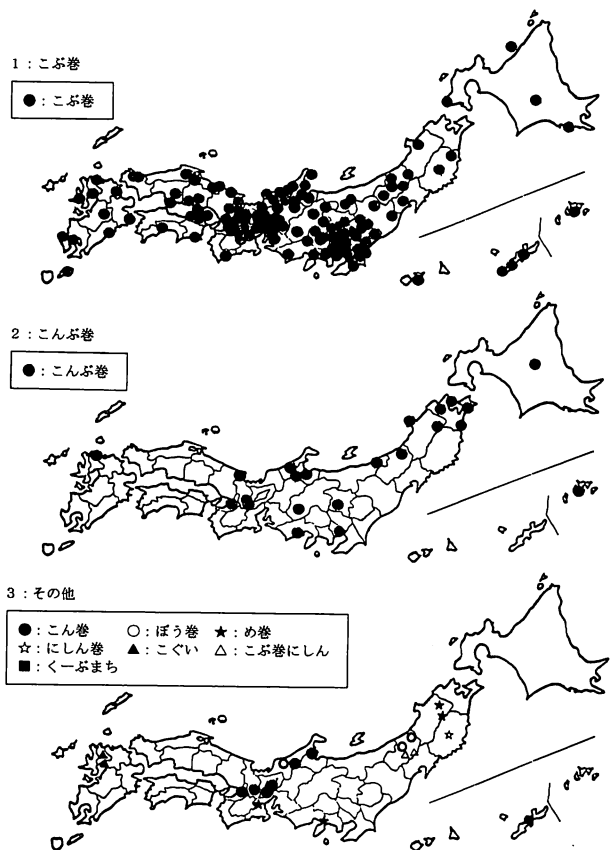 1：こぶ巻
●：こぶ巻
2：こんぶ巻
●：こんぶ巻
3：その他
●：こん巻 ○：ぼう巻 ★：め巻
☆：にしん巻 ▲：こぐい △：こぶ巻にしん
■：くーぶまち